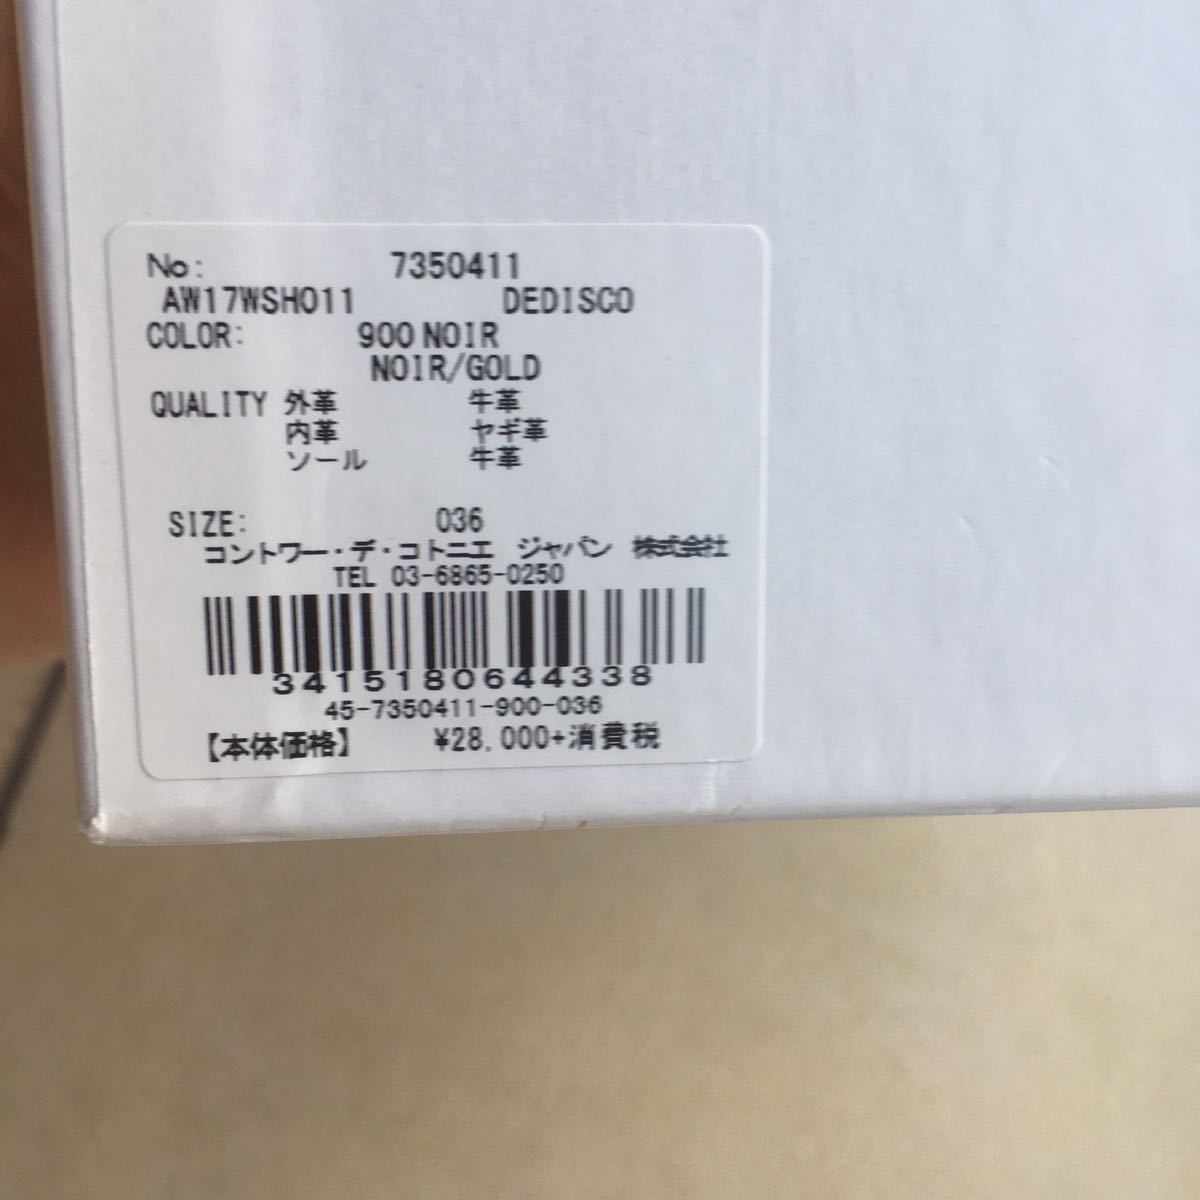 No: 7350411
AW17WSH011 DEDISCO
COLOR: 900 NOIR
NOIR/GOLD
QUALITY 外革 牛革
内革 ヤギ革
ソール 牛革
SIZE: 036
コントワー・デ・コトニエ ジャパン 株式会社
TEL 03-6865-0250
3415180644338
45-7350411-900-036
【本体価格】 ¥28,000+消費税